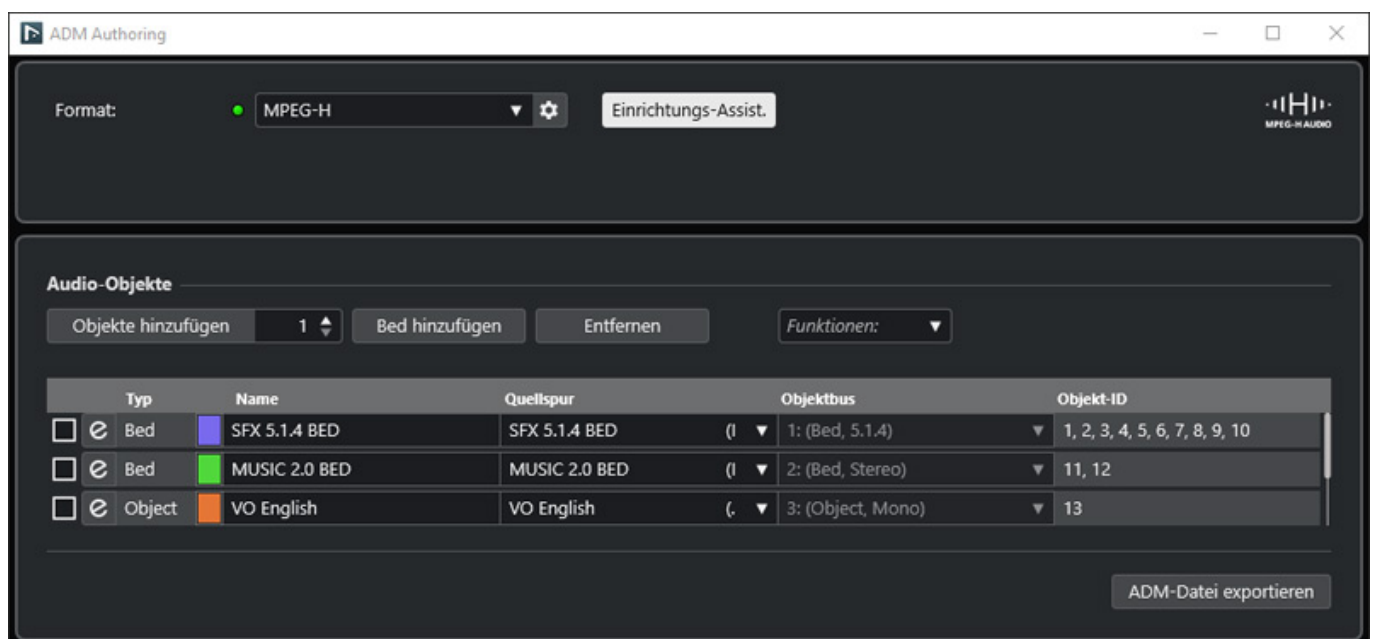 ADM Authoring
Format: MPEG-H Einrichtungs-Assist.
MPEG-H AUDIO
Audio-Objekte
Objekte hinzufügen 1 Bed hinzufügen Entfernen Funktionen:
Typ Name Quellspur Objektbus Objekt-ID
e Bed SFX 5.1.4 BED SFX 5.1.4 BED (I 1: (Bed, 5.1.4) 1, 2, 3, 4, 5, 6, 7, 8, 9, 10
e Bed MUSIC 2.0 BED MUSIC 2.0 BED (I 2: (Bed, Stereo) 11, 12
e Object VO English VO English (. 3: (Object, Mono) 13
ADM-Datei exportieren